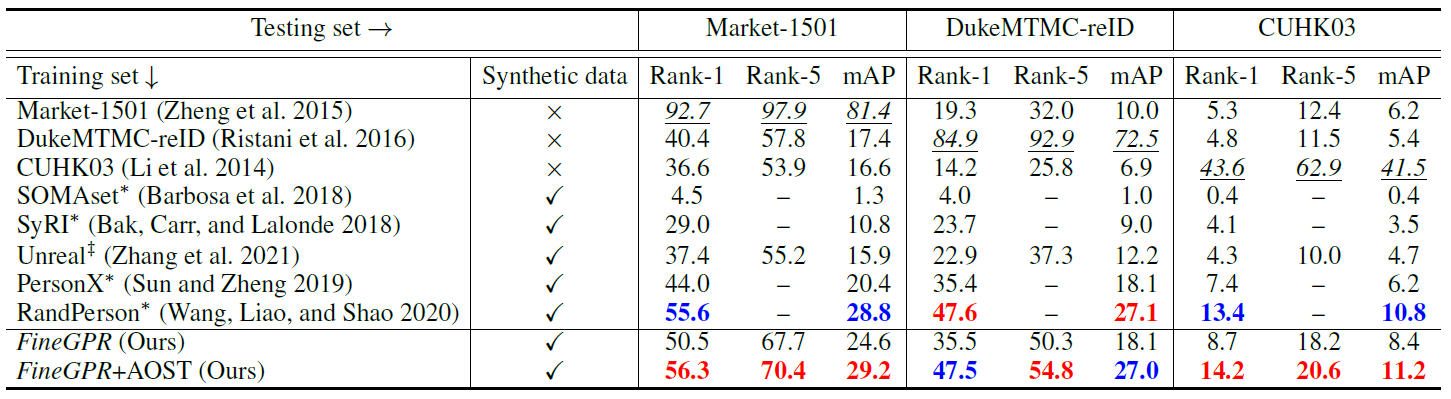 Testing set → Market-1501 DukeMTMC-reID CUHK03
Training set ↓ Synthetic data Rank-1 Rank-5 mAP Rank-1 Rank-5 mAP Rank-1 Rank-5 mAP
Market-1501 (Zheng et al. 2015) × 92.7 97.9 81.4 19.3 32.0 10.0 5.3 12.4 6.2
DukeMTMC-reID (Ristani et al. 2016) × 40.4 57.8 17.4 84.9 92.9 72.5 4.8 11.5 5.4
CUHK03 (Li et al. 2014) × 36.6 53.9 16.6 14.2 25.8 6.9 43.6 62.9 41.5
SOMAset* (Barbosa et al. 2018) ✓ 4.5 – 1.3 4.0 – 1.0 0.4 – 0.4
SyRI* (Bak, Carr, and Lalonde 2018) ✓ 29.0 – 10.8 23.7 – 9.0 4.1 – 3.5
Unreal‡ (Zhang et al. 2021) ✓ 37.4 55.2 15.9 22.9 37.3 12.2 4.3 10.0 4.7
PersonX* (Sun and Zheng 2019) ✓ 44.0 – 20.4 35.4 – 18.1 7.4 – 6.2
RandPerson* (Wang, Liao, and Shao 2020) ✓ 55.6 – 28.8 47.6 – 27.1 13.4 – 10.8
FineGPR (Ours) ✓ 50.5 67.7 24.6 35.5 50.3 18.1 8.7 18.2 8.4
FineGPR+AOST (Ours) ✓ 56.3 70.4 29.2 47.5 54.8 27.0 14.2 20.6 11.2